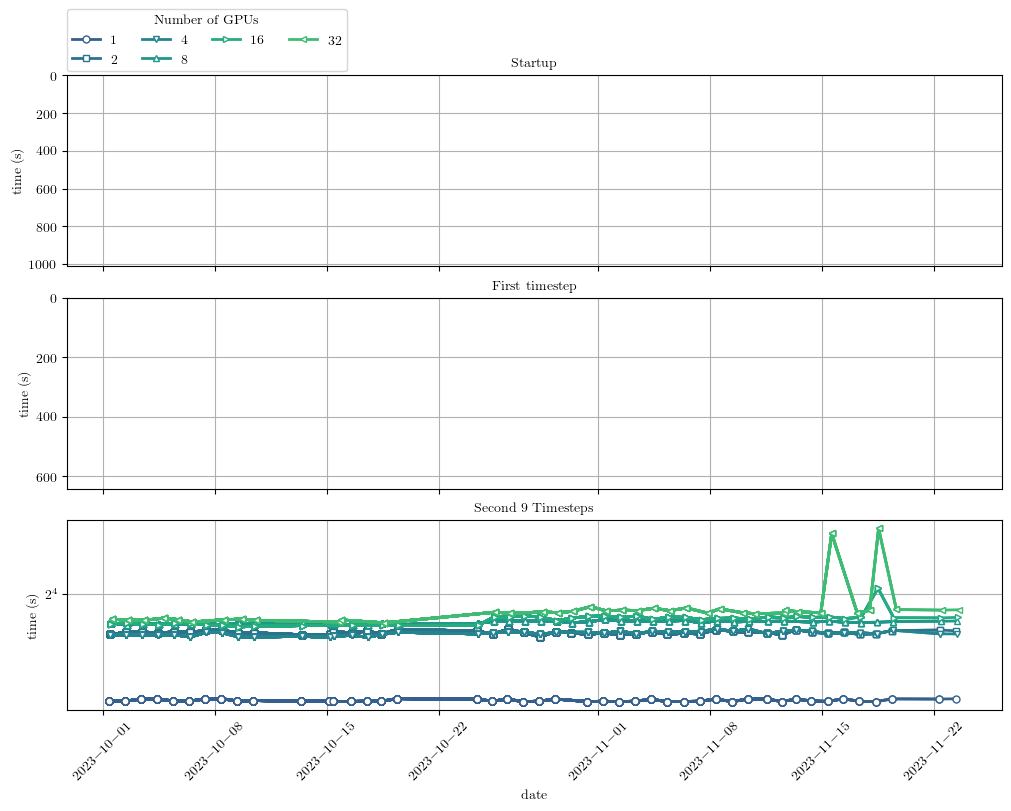 Number of GPUs
1 4 16 32
2 8
Startup
0
200
400
600
800
1000
time (s)
First timestep
0
200
400
600
time (s)
Second 9 Timesteps
2^4
time (s)
2023−10−01 2023−10−08 2023−10−15 2023−10−22 2023−11−01 2023−11−08 2023−11−15 2023−11−22
date